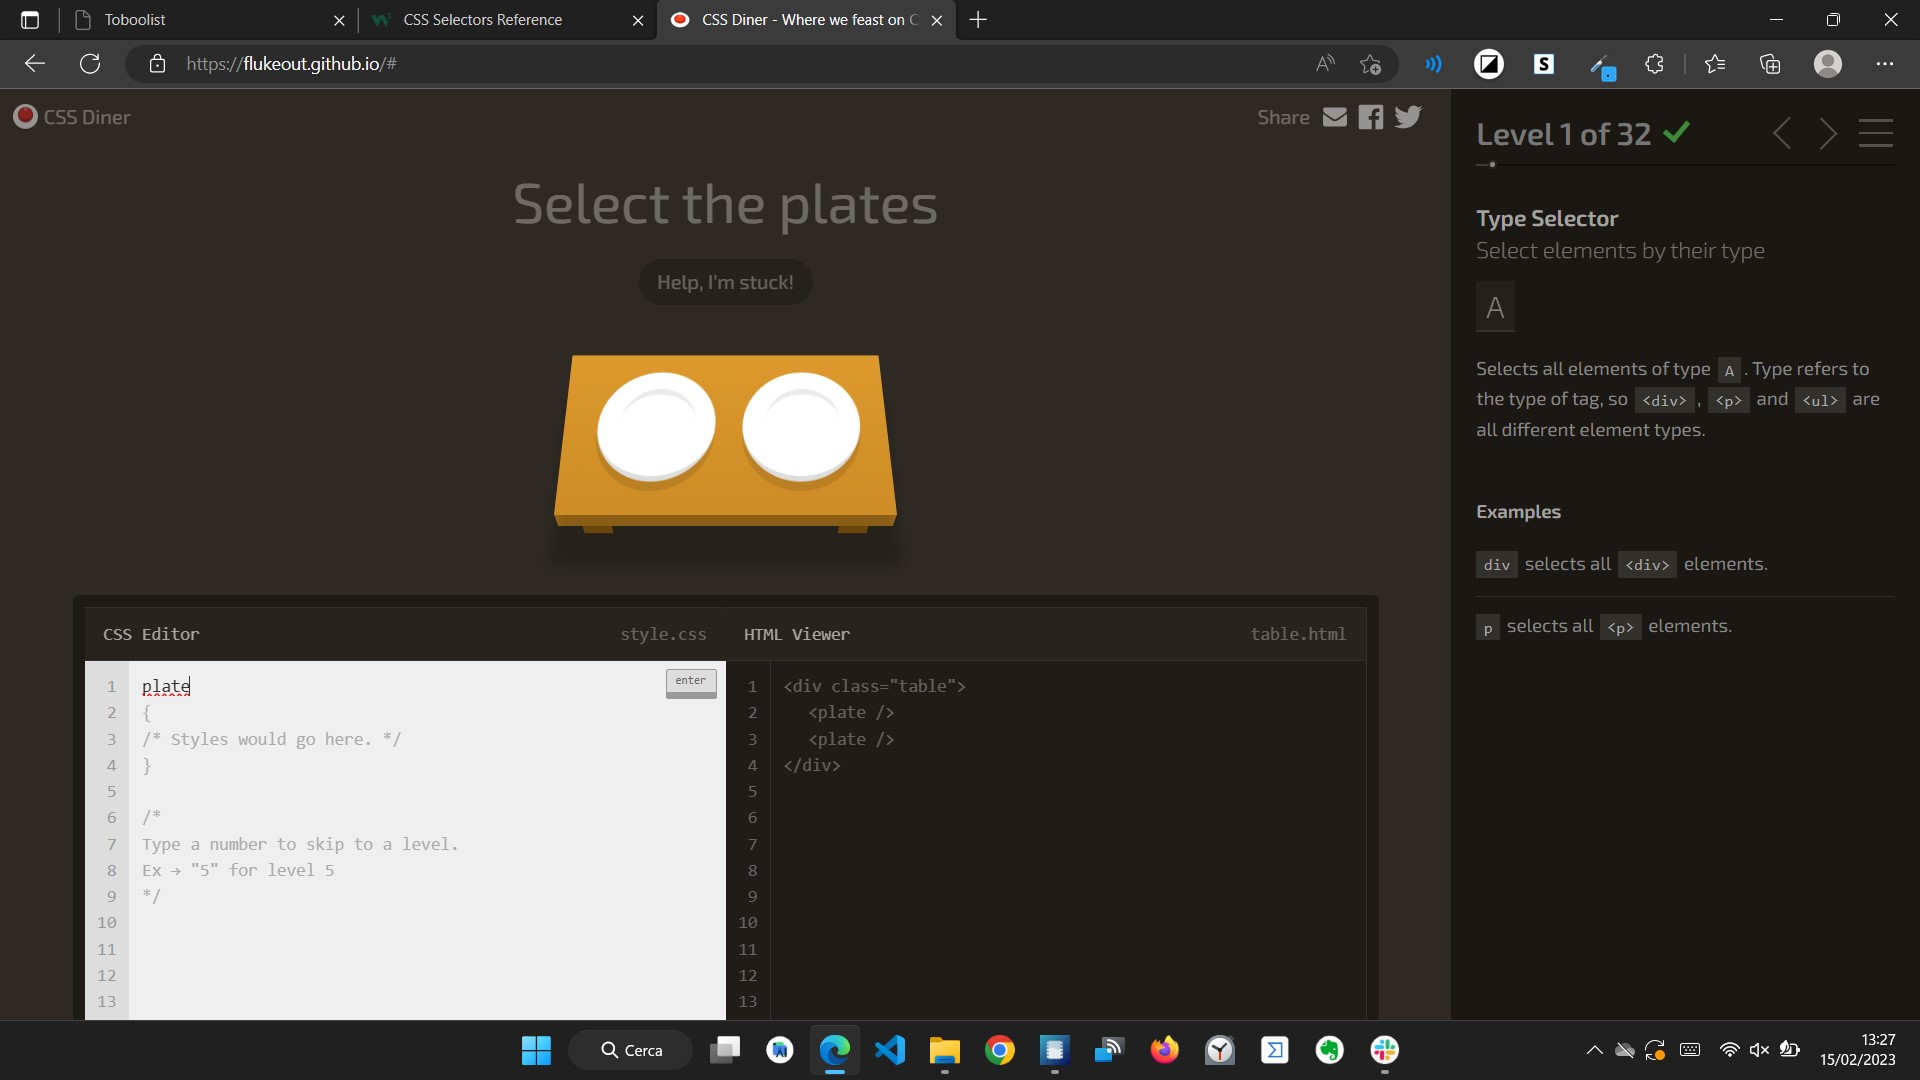 Toboolist
CSS Selectors Reference
CSS Diner - Where we feast on C
https://flukeout.github.io/#
CSS Diner
Share
Select the plates
Help, I'm stuck!
CSS Editor
style.css
HTML Viewer
table.html
1 plate
enter
2 {
3 /* Styles would go here. */
4 }
5
6 /*
7 Type a number to skip to a level.
8 Ex → "5" for level 5
9 */
10
11
12
13
1 <div class="table">
2 <plate />
3 <plate />
4 </div>
5
6
7
8
9
10
11
12
13
Level 1 of 32
Type Selector
Select elements by their type
A
Selects all elements of type A . Type refers to
the type of tag, so <div> , <p> and <ul> are
all different element types.
Examples
div selects all <div> elements.
p selects all <p> elements.
Cerca
13:27
15/02/2023